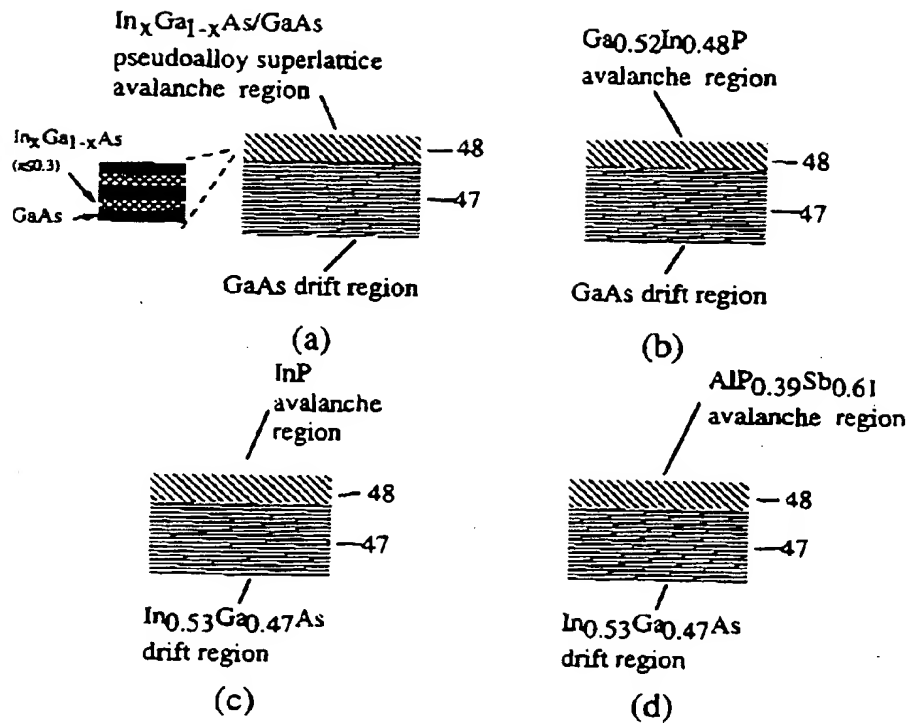 InxGa1-xAs/GaAs
pseudoalloy superlattice
avalanche region
InxGa1-xAs
(x≤0.3)
GaAs
48
47
GaAs drift region
(a)
Ga0.52In0.48P
avalanche region
48
47
GaAs drift region
(b)
InP
avalanche
region
48
47
In0.53Ga0.47As
drift region
(c)
AlP0.39Sb0.61
avalanche region
48
47
In0.53Ga0.47As
drift region
(d)